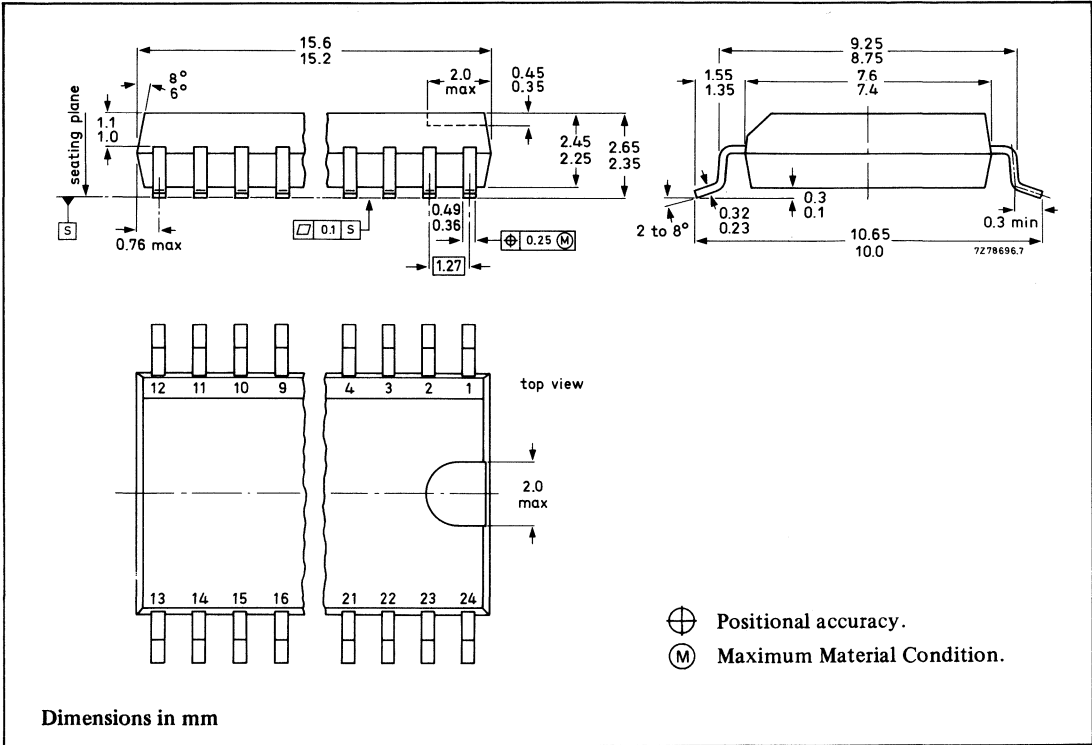 15.6
15.2
8°
6°
2.0
max
0.45
0.35
seating plane
1.1
1.0
2.45
2.25
2.65
2.35
S
0.76 max
0.1 S
0.49
0.36
0.25 M
1.27
9.25
8.75
1.55
1.35
7.6
7.4
2 to 8°
0.32
0.23
0.3
0.1
0.3 min
10.65
10.0
7Z78696.7
12 11 10 9 4 3 2 1
top view
2.0
max
13 14 15 16 21 22 23 24
Positional accuracy.
M Maximum Material Condition.
Dimensions in mm